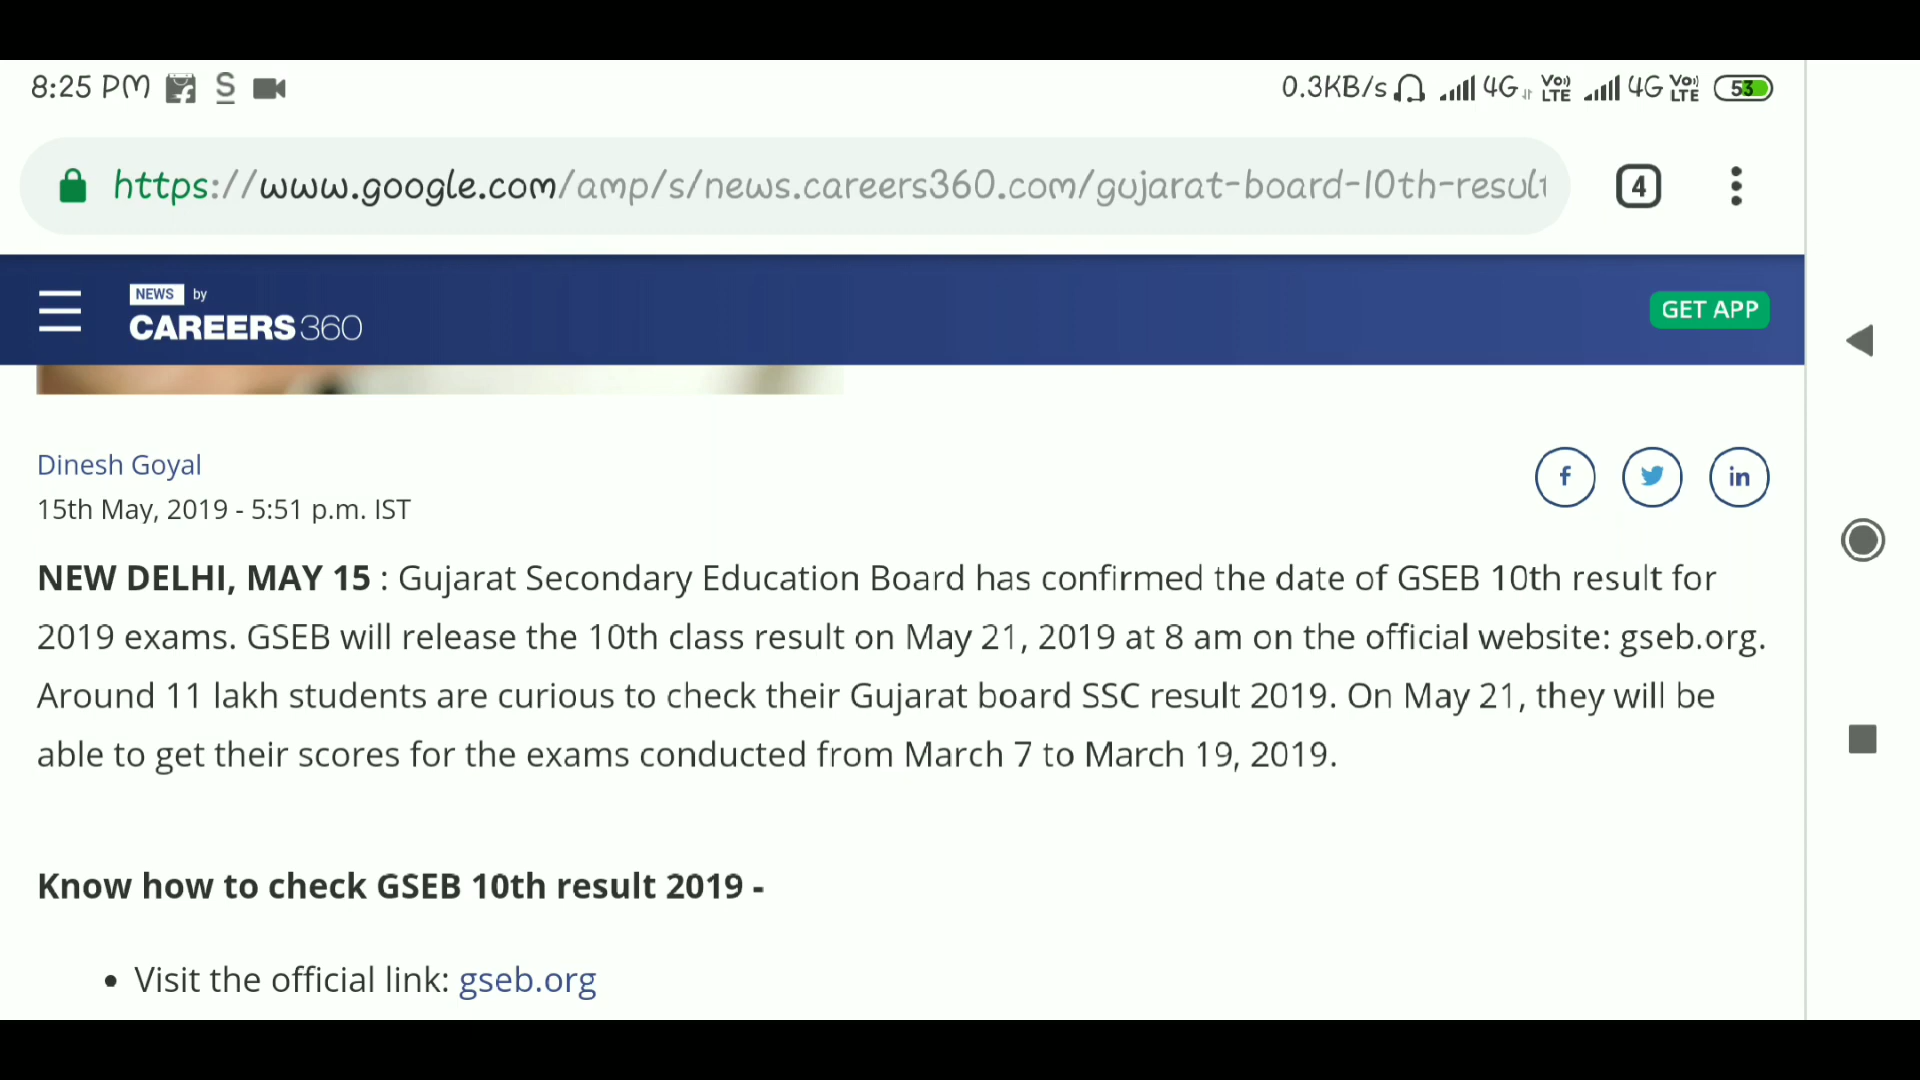 8:25 PM S 0.3KB/s 4G VoLTE 4G VoLTE 53
https://www.google.com/amp/s/news.careers360.com/gujarat-board-10th-result 4
NEWS by
CAREERS360
GET APP
Dinesh Goyal
15th May, 2019 - 5:51 p.m. IST
f in
NEW DELHI, MAY 15 : Gujarat Secondary Education Board has confirmed the date of GSEB 10th result for
2019 exams. GSEB will release the 10th class result on May 21, 2019 at 8 am on the official website: gseb.org.
Around 11 lakh students are curious to check their Gujarat board SSC result 2019. On May 21, they will be
able to get their scores for the exams conducted from March 7 to March 19, 2019.
Know how to check GSEB 10th result 2019 -
• Visit the official link: gseb.org